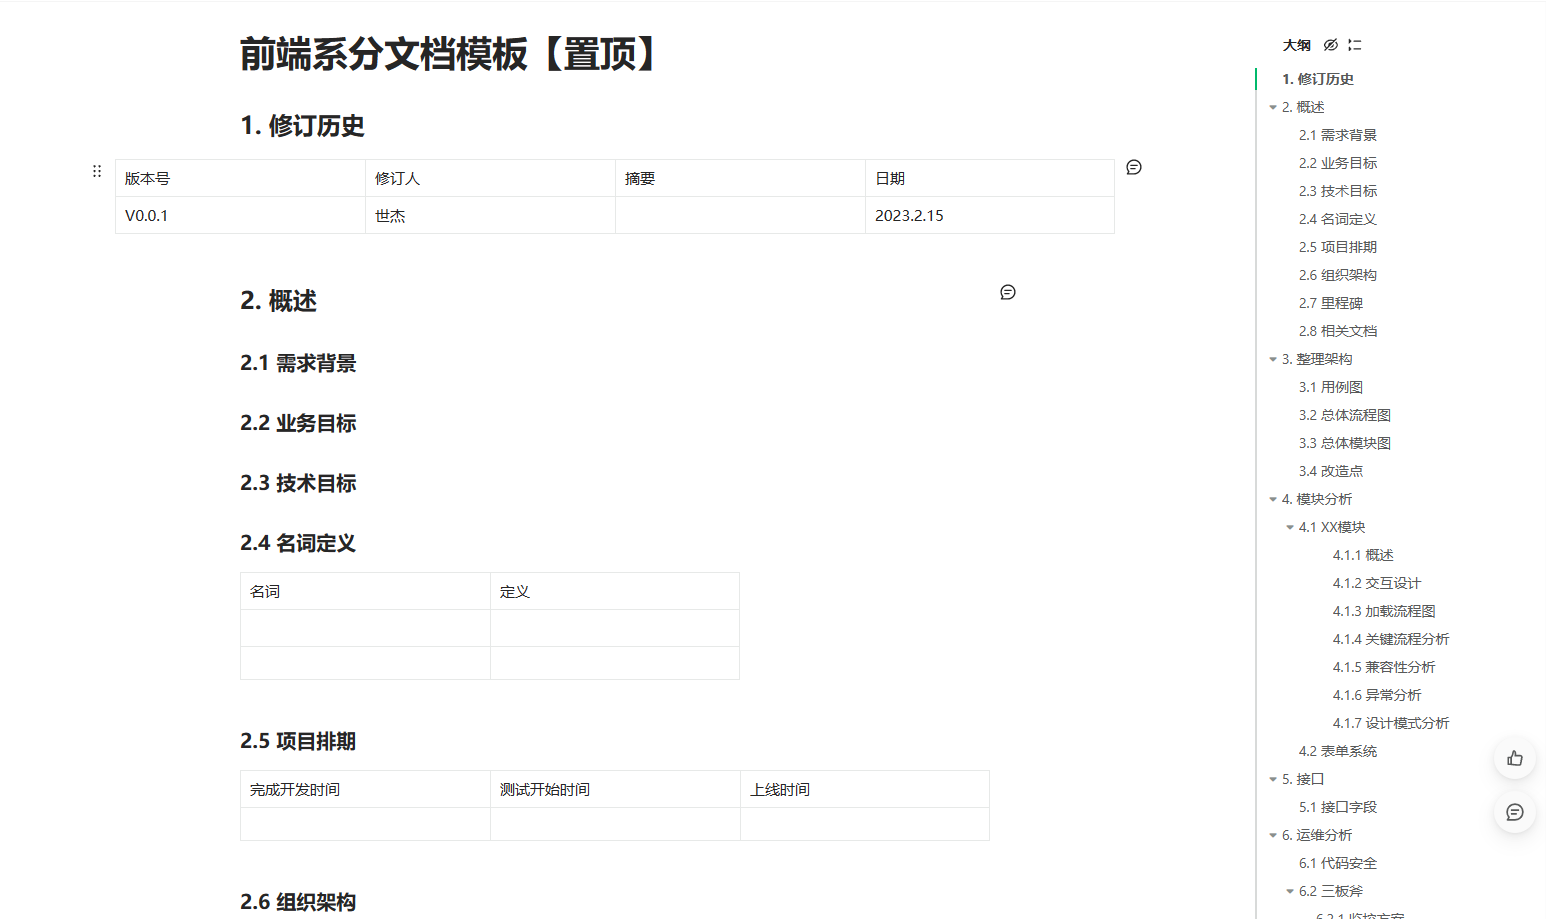 前端系分文档模板【置顶】
1. 修订历史
版本号 修订人 摘要 日期
V0.0.1 世杰 2023.2.15
2. 概述
2.1 需求背景
2.2 业务目标
2.3 技术目标
2.4 名词定义
名词 定义
2.5 项目排期
完成开发时间 测试开始时间 上线时间
2.6 组织架构
大纲
1. 修订历史
2. 概述
2.1 需求背景
2.2 业务目标
2.3 技术目标
2.4 名词定义
2.5 项目排期
2.6 组织架构
2.7 里程碑
2.8 相关文档
3. 整理架构
3.1 用例图
3.2 总体流程图
3.3 总体模块图
3.4 改造点
4. 模块分析
4.1 XX模块
4.1.1 概述
4.1.2 交互设计
4.1.3 加载流程图
4.1.4 关键流程分析
4.1.5 兼容性分析
4.1.6 异常分析
4.1.7 设计模式分析
4.2 表单系统
5. 接口
5.1 接口字段
6. 运维分析
6.1 代码安全
6.2 三板斧
6.2.1 监控方案